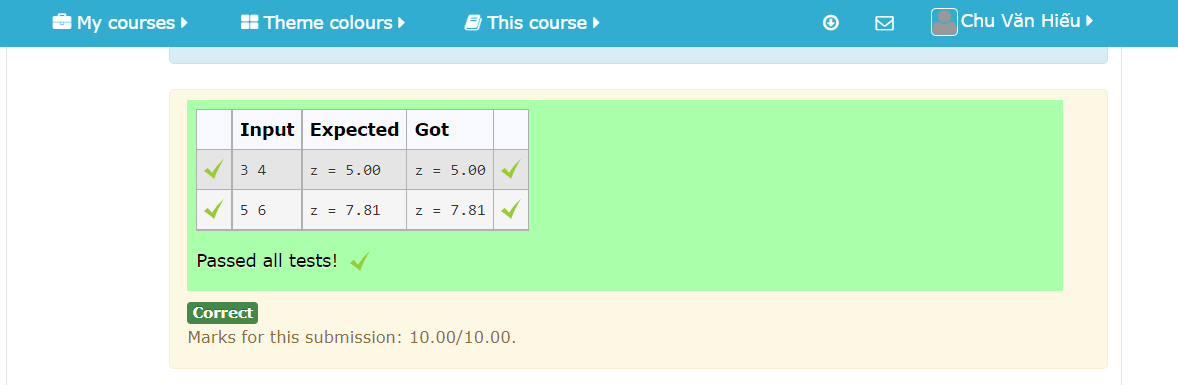 My courses Theme colours This course Chu Văn Hiếu
Input Expected Got
3 4 z = 5.00 z = 5.00
5 6 z = 7.81 z = 7.81
Passed all tests!
Correct
Marks for this submission: 10.00/10.00.